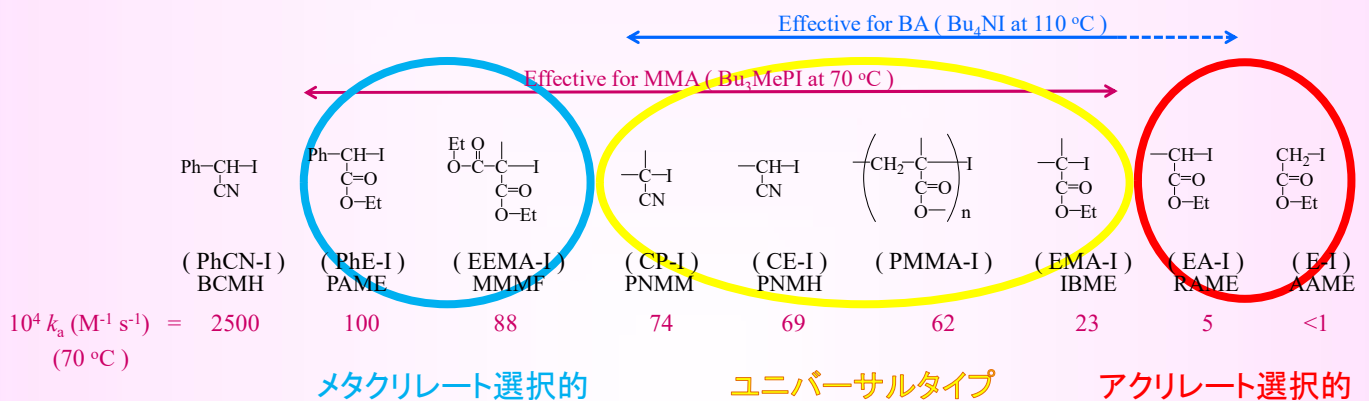 Effective for BA ( Bu₄NI at 110 °C )
Effective for MMA ( Bu₃MePI at 70 °C )
Ph–CH–I
CN
Ph–CH–I
C=O
O–Et
Et O
O–C–C–I
C=O
O–Et
–C–I
CN
–CH–I
CN
(CH₂–C)–I
C=O
O–
n
–C–I
C=O
O–Et
–CH–I
C=O
O–Et
CH₂–I
C=O
O–Et
( PhCN-I ) ( PhE-I ) ( EEMA-I ) ( CP-I ) ( CE-I ) (PMMA-I ) ( EMA-I ) ( EA-I ) ( E-I )
BCMH PAME MMMF PNMM PNMH IBME RAME AAME
10⁴ kₐ (M⁻¹ s⁻¹) = 2500 100 88 74 69 62 23 5 <1
(70 °C )
メタクリレート選択的 ユニバーサルタイプ アクリレート選択的